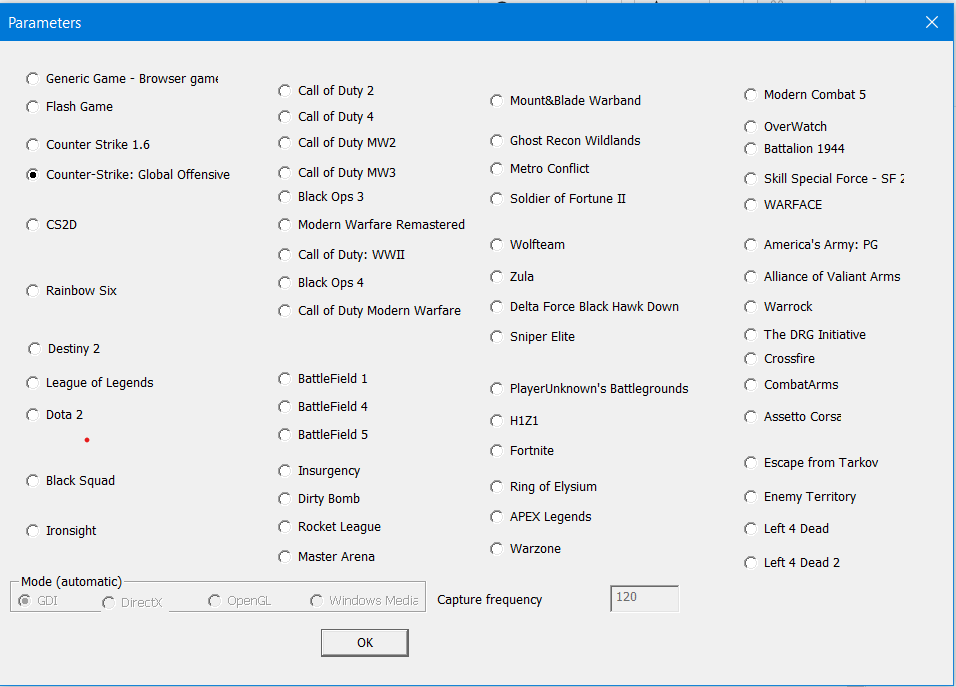 Parameters
Generic Game - Browser game
Flash Game
Counter Strike 1.6
Counter-Strike: Global Offensive
CS2D
Rainbow Six
Destiny 2
League of Legends
Dota 2
Black Squad
Ironsight
Call of Duty 2
Call of Duty 4
Call of Duty MW2
Call of Duty MW3
Black Ops 3
Modern Warfare Remastered
Call of Duty: WWII
Black Ops 4
Call of Duty Modern Warfare
BattleField 1
BattleField 4
BattleField 5
Insurgency
Dirty Bomb
Rocket League
Master Arena
Mount&Blade Warband
Ghost Recon Wildlands
Metro Conflict
Soldier of Fortune II
Wolfteam
Zula
Delta Force Black Hawk Down
Sniper Elite
PlayerUnknown's Battlegrounds
H1Z1
Fortnite
Ring of Elysium
APEX Legends
Warzone
Modern Combat 5
OverWatch
Battalion 1944
Skill Special Force - SF 2
WARFACE
America's Army: PG
Alliance of Valiant Arms
Warrock
The DRG Initiative
Crossfire
CombatArms
Assetto Corsa
Escape from Tarkov
Enemy Territory
Left 4 Dead
Left 4 Dead 2
Mode (automatic)
GDI DirectX OpenGL Windows Media
Capture frequency 120
OK